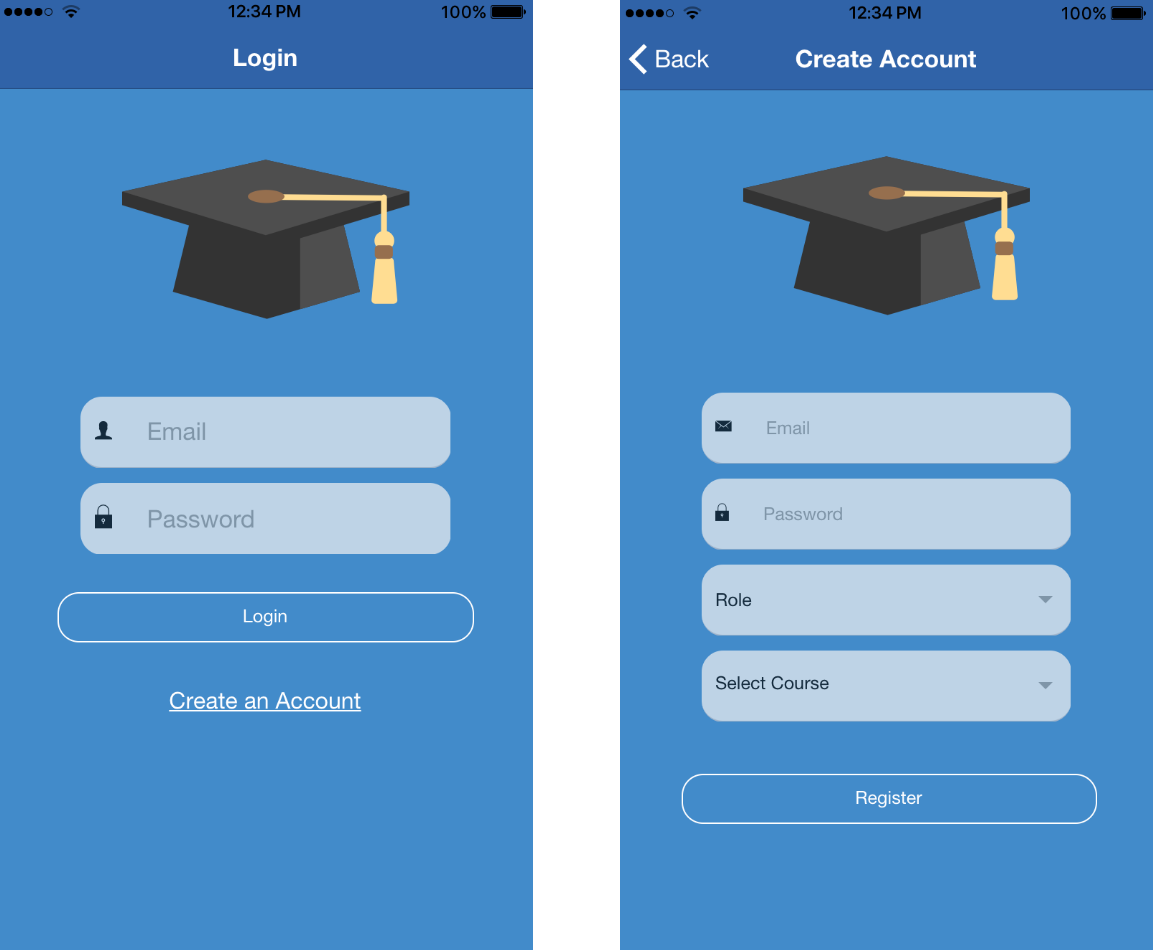 12:34 PM 100%
Login
Email
Password
Login
Create an Account
12:34 PM 100%
Back Create Account
Email
Password
Role
Select Course
Register